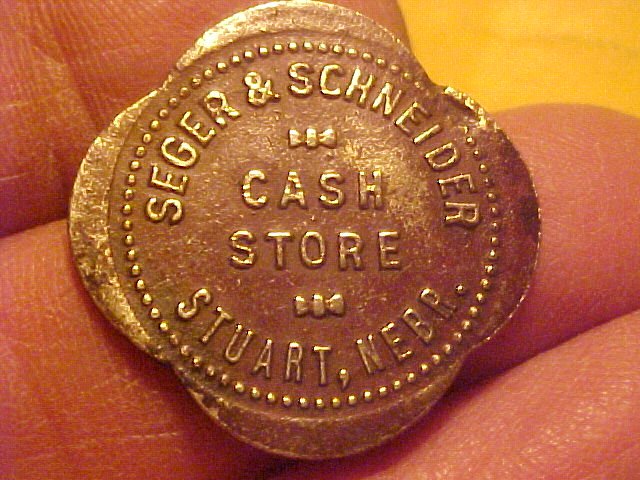 SEGER & SCHNEIDER
CASH
STORE
STUART, NEBR.